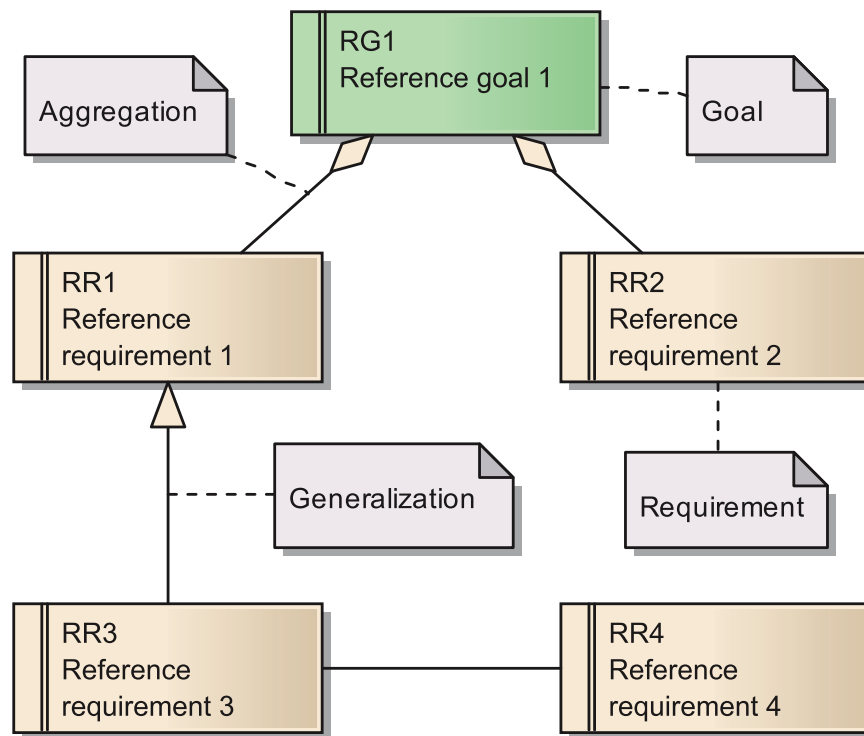 RG1
Reference goal 1
Aggregation
Goal
RR1
Reference
requirement 1
RR2
Reference
requirement 2
Generalization
Requirement
RR3
Reference
requirement 3
RR4
Reference
requirement 4